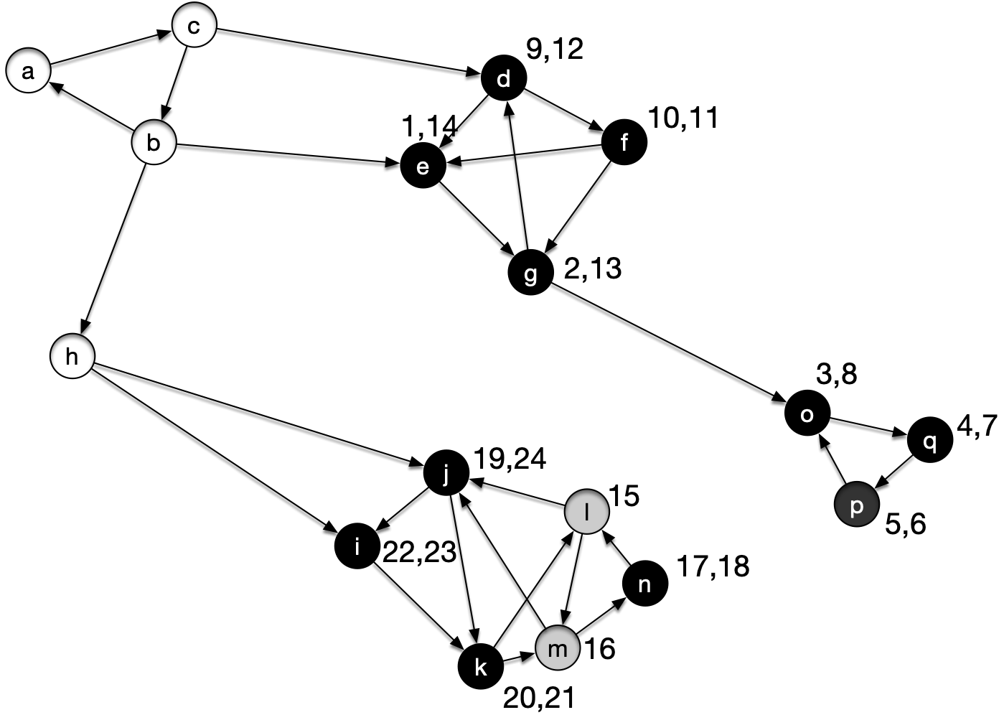 c
a
9,12
d
10,11
1,14
f
b
e
g
2,13
h
3,8
o
4,7
q
j
19,24
15
l
p
5,6
i
22,23
17,18
n
m
16
k
20,21